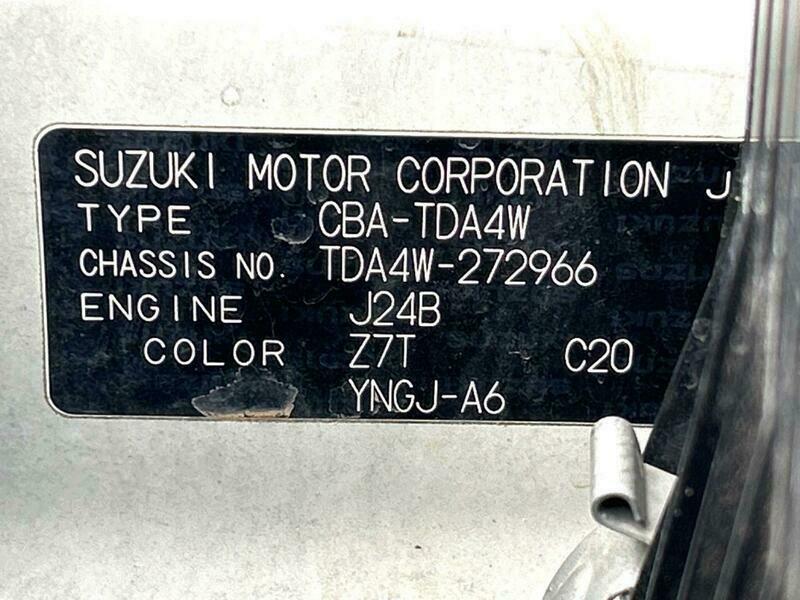 SUZUKI MOTOR CORPORATION J
TYPE CBA-TDA4W
CHASSIS NO. TDA4W-272966
ENGINE J24B
COLOR Z7T C20
YNGJ-A6